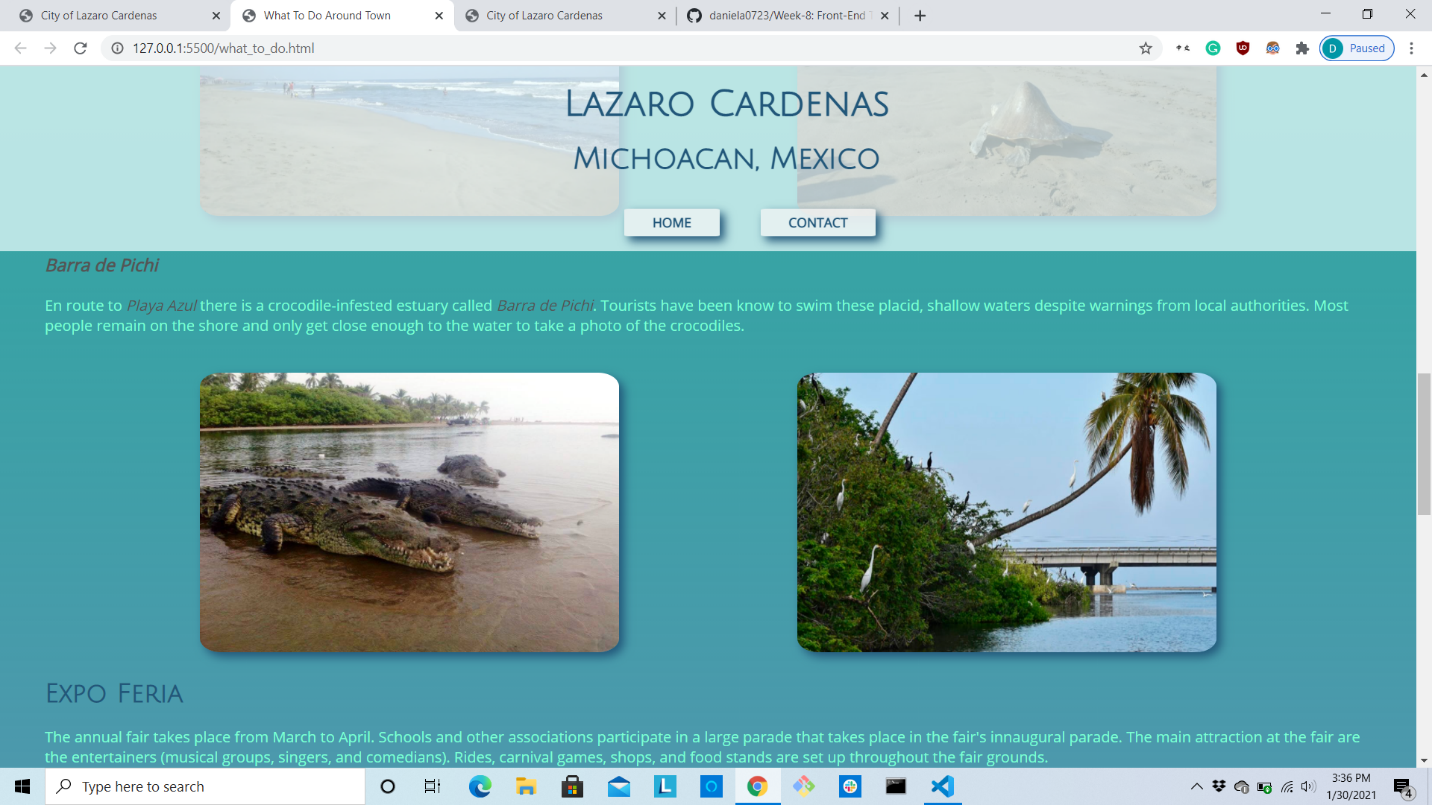 City of Lazaro Cardenas
What To Do Around Town
City of Lazaro Cardenas
daniela0723/Week-8: Front-End
127.0.0.1:5500/what_to_do.html
D
Paused
Lazaro Cardenas
Michoacan, Mexico
HOME
CONTACT
Barra de Pichi
En route to Playa Azul there is a crocodile-infested estuary called Barra de Pichi. Tourists have been know to swim these placid, shallow waters despite warnings from local authorities. Most
people remain on the shore and only get close enough to the water to take a photo of the crocodiles.
Expo Feria
The annual fair takes place from March to April. Schools and other associations participate in a large parade that takes place in the fair's innaugural parade. The main attraction at the fair are
the entertainers (musical groups, singers, and comedians). Rides, carnival games, shops, and food stands are set up throughout the fair grounds.
Type here to search
L
3:36 PM
1/30/2021
4